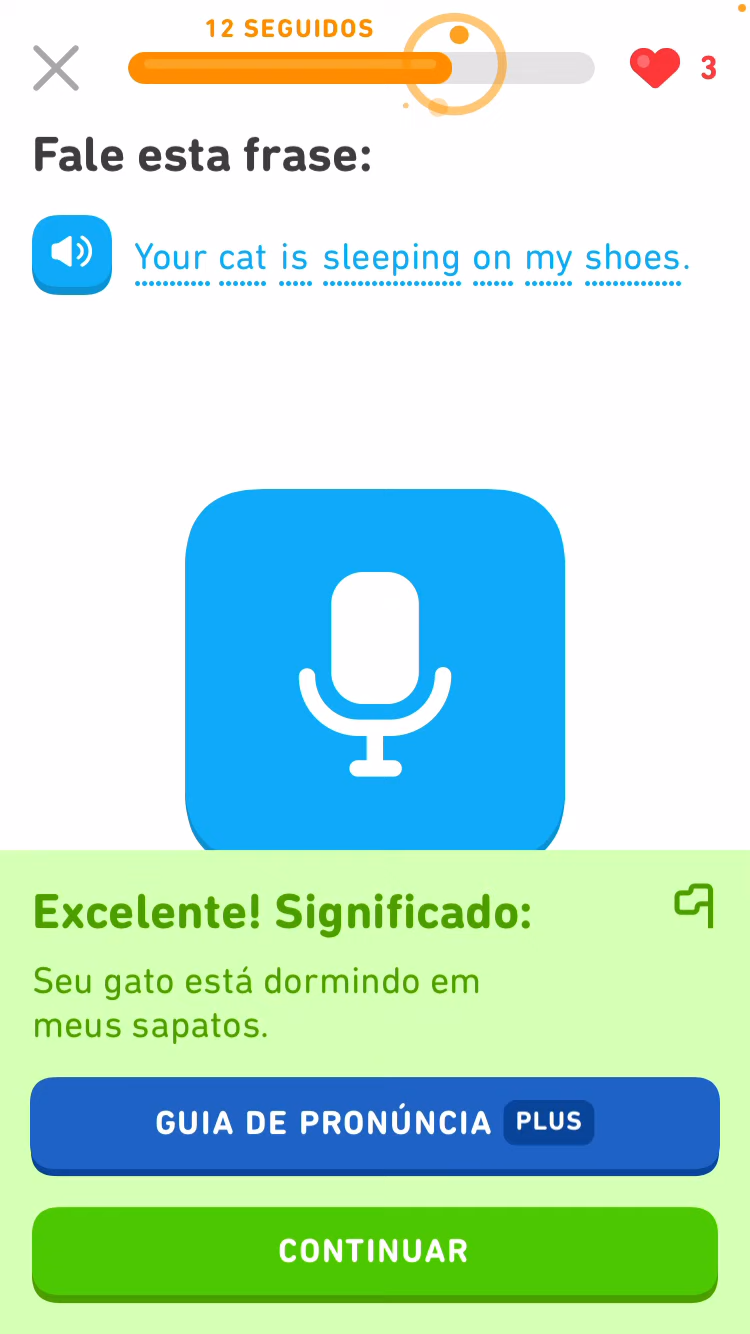 12 SEGUIDOS
3
Fale esta frase:
Your cat is sleeping on my shoes.
Excelente! Significado:
Seu gato está dormindo em
meus sapatos.
GUIA DE PRONÚNCIA PLUS
CONTINUAR